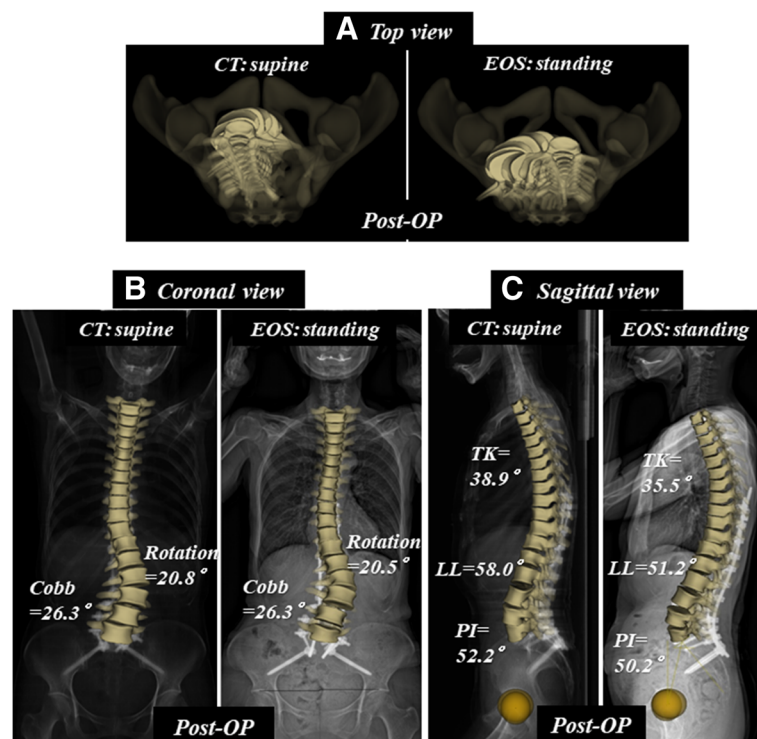 A Top view
CT: supine
EOS: standing
Post-OP
B Coronal view
CT: supine
EOS: standing
Rotation
=20.8°
Cobb
=26.3°
Rotation
=20.5°
Cobb
=26.3°
Post-OP
C Sagittal view
CT: supine
EOS: standing
TK=
38.9°
LL=58.0°
PI=
52.2°
TK=
35.5°
LL=51.2°
PI=
50.2°
Post-OP